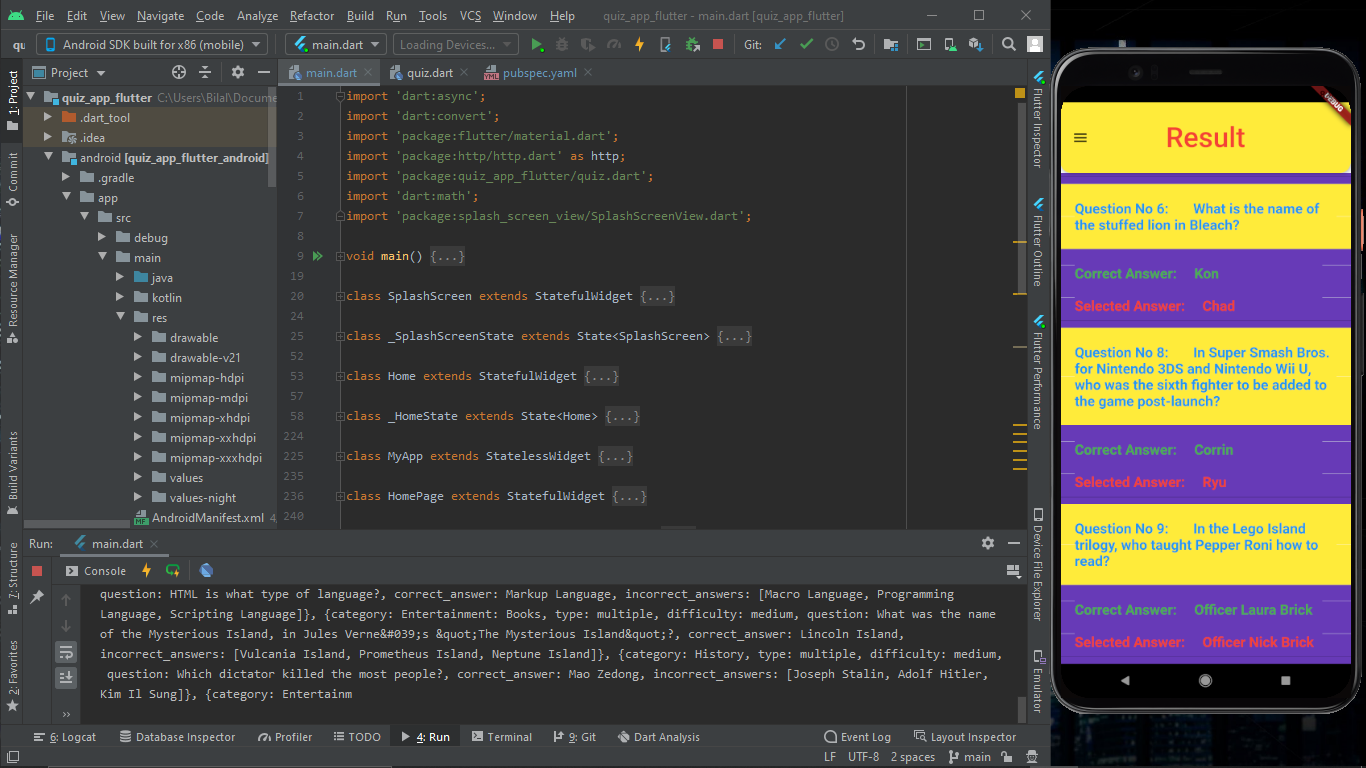 File Edit View Navigate Code Analyze Refactor Build Run Tools VCS Window Help quiz_app_flutter - main.dart [quiz_app_flutter]
qu Android SDK built for x86 (mobile) main.dart Loading Devices... Git:
Project main.dart quiz.dart pubspec.yaml
quiz_app_flutter C:\Users\Bilal\Docume
.dart_tool
.idea
android [quiz_app_flutter_android]
.gradle
app
src
debug
main
java
kotlin
res
drawable
drawable-v21
mipmap-hdpi
mipmap-mdpi
mipmap-xhdpi
mipmap-xxhdpi
mipmap-xxxhdpi
values
values-night
AndroidManifest.xml 4
1: Project
Commit
Resource Manager
Build Variants
7: Structure
2: Favorites
1 import 'dart:async';
2 import 'dart:convert';
3 import 'package:flutter/material.dart';
4 import 'package:http/http.dart' as http;
5 import 'package:quiz_app_flutter/quiz.dart';
6 import 'dart:math';
7 import 'package:splash_screen_view/SplashScreenView.dart';
8
9 void main() {...}
19
20 class SplashScreen extends StatefulWidget {...}
24
25 class _SplashScreenState extends State<SplashScreen> {...}
52
53 class Home extends StatefulWidget {...}
57
58 class _HomeState extends State<Home> {...}
224
225 class MyApp extends StatelessWidget {...}
235
236 class HomePage extends StatefulWidget {...}
240
Flutter Inspector
Flutter Outline
Flutter Performance
Device File Explorer
Emulator
Run: main.dart
Console
question: HTML is what type of language?, correct_answer: Markup Language, incorrect_answers: [Macro Language, Programming
Language, Scripting Language]}, {category: Entertainment: Books, type: multiple, difficulty: medium, question: What was the name
of the Mysterious Island, in Jules Verne&#039;s &quot;The Mysterious Island&quot;?, correct_answer: Lincoln Island,
incorrect_answers: [Vulcania Island, Prometheus Island, Neptune Island]}, {category: History, type: multiple, difficulty: medium,
question: Which dictator killed the most people?, correct_answer: Mao Zedong, incorrect_answers: [Joseph Stalin, Adolf Hitler,
Kim Il Sung]}, {category: Entertainm
6: Logcat Database Inspector Profiler TODO 4: Run Terminal 9: Git Dart Analysis Event Log Layout Inspector
LF UTF-8 2 spaces main
DEBUG
Result
Question No 6: What is the name of
the stuffed lion in Bleach?
Correct Answer: Kon
Selected Answer: Chad
Question No 8: In Super Smash Bros.
for Nintendo 3DS and Nintendo Wii U,
who was the sixth fighter to be added to
the game post-launch?
Correct Answer: Corrin
Selected Answer: Ryu
Question No 9: In the Lego Island
trilogy, who taught Pepper Roni how to
read?
Correct Answer: Officer Laura Brick
Selected Answer: Officer Nick Brick